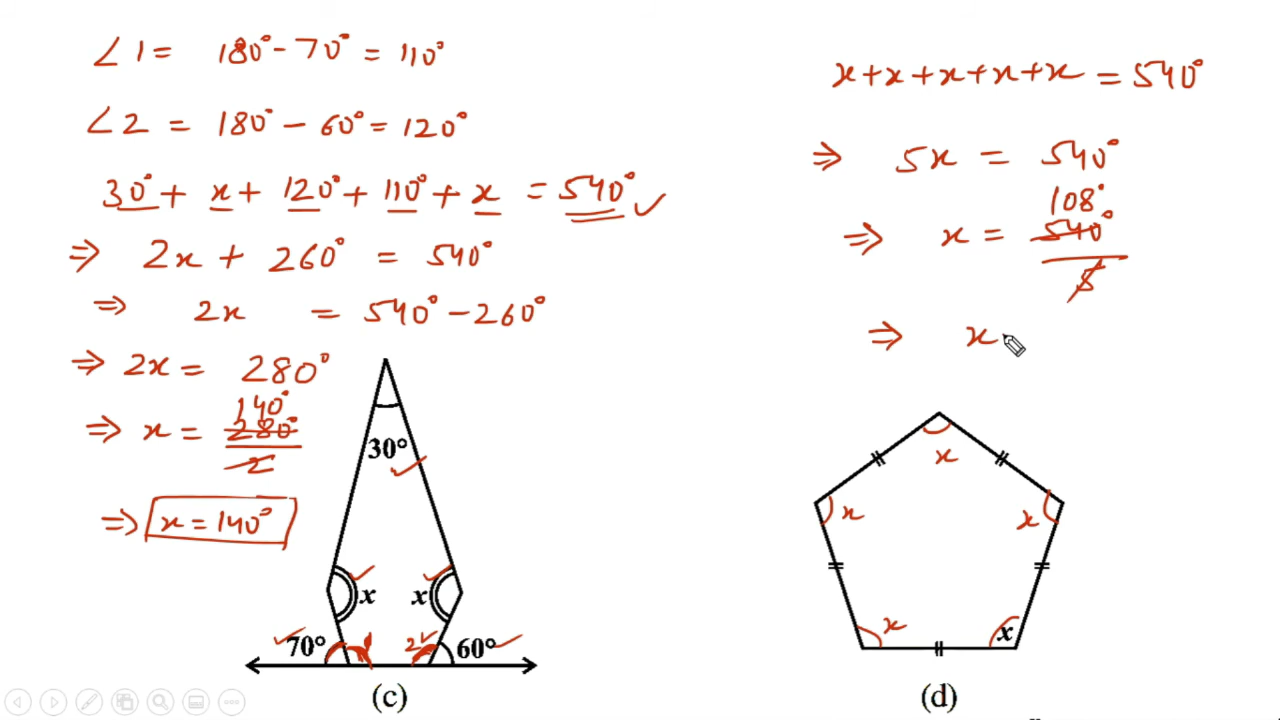 ∠1 = 180° - 70° = 110°
∠2 = 180° - 60° = 120°
30° + x + 120° + 110° + x = 540° ✓
⇒ 2x + 260° = 540°
⇒ 2x = 540° - 260°
⇒ 2x = 280°
140°
⇒ x = 280°
2
⇒ x = 140°
30°
x x
70° 1 2 60°
(c)
x + x + x + x + x = 540°
⇒ 5x = 540°
108°
⇒ x = 540°
5
⇒ x
x
x x
x x
(d)